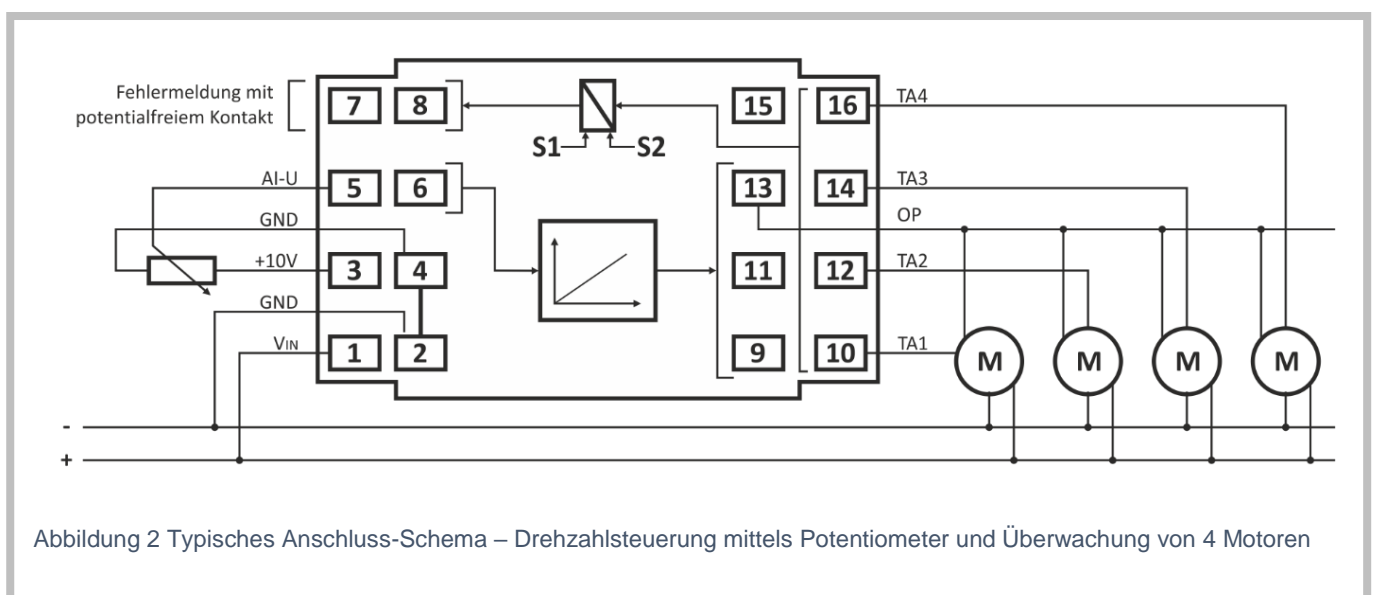 Fehlermeldung mit
potentialfreiem Kontakt
7
8
15
16
TA4
S1
S2
AI-U
5
6
13
14
TA3
GND
OP
+10V
3
4
11
12
TA2
GND
VIN
1
2
9
10
TA1
M
M
M
M
-
+
Abbildung 2 Typisches Anschluss-Schema – Drehzahlsteuerung mittels Potentiometer und Überwachung von 4 Motoren